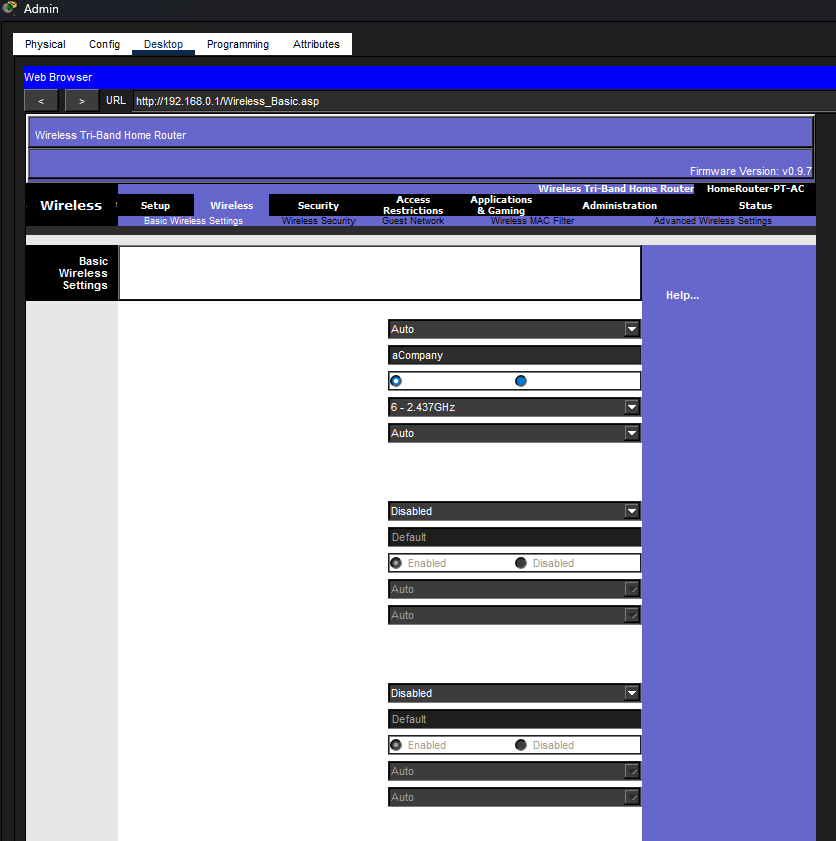 Admin
Physical Config Desktop Programming Attributes
Web Browser
< > URL http://192.168.0.1/Wireless_Basic.asp
Wireless Tri-Band Home Router
Firmware Version: v0.9.7
Wireless Tri-Band Home Router HomeRouter-PT-AC
Wireless Setup Wireless Security Access Restrictions Applications & Gaming Administration Status
Basic Wireless Settings Wireless Security Guest Network Wireless MAC Filter Advanced Wireless Settings
Basic
Wireless
Settings
Help...
Auto
aCompany
6 - 2.437GHz
Auto
Disabled
Default
Enabled Disabled
Auto
Auto
Disabled
Default
Enabled Disabled
Auto
Auto